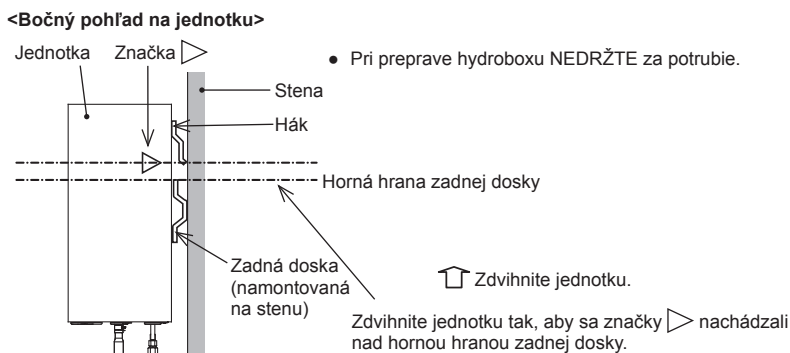 <Bočný pohľad na jednotku>
Jednotka
Značka
● Pri preprave hydroboxu NEDRŽTE za potrubie.
Stena
Hák
Horná hrana zadnej dosky
Zadná doska
(namontovaná
na stenu)
Zdvihnite jednotku.
Zdvihnite jednotku tak, aby sa značky ▷ nachádzali
nad hornou hranou zadnej dosky.